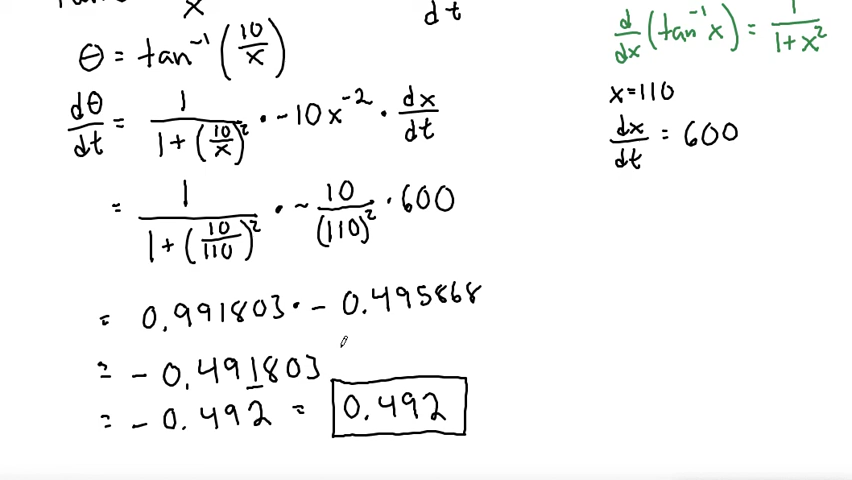 x
dt
θ = tan⁻¹(10/x)
dθ/dt = 1/(1+(10/x)²) · -10x⁻² · dx/dt
= 1/(1+(10/110)²) · - 10/(110)² · 600
= 0.991803 · - 0.495868
= - 0.491803
= - 0.492 = 0.492
d/dx (tan⁻¹ x) = 1/(1+x²)
x=110
dx/dt = 600